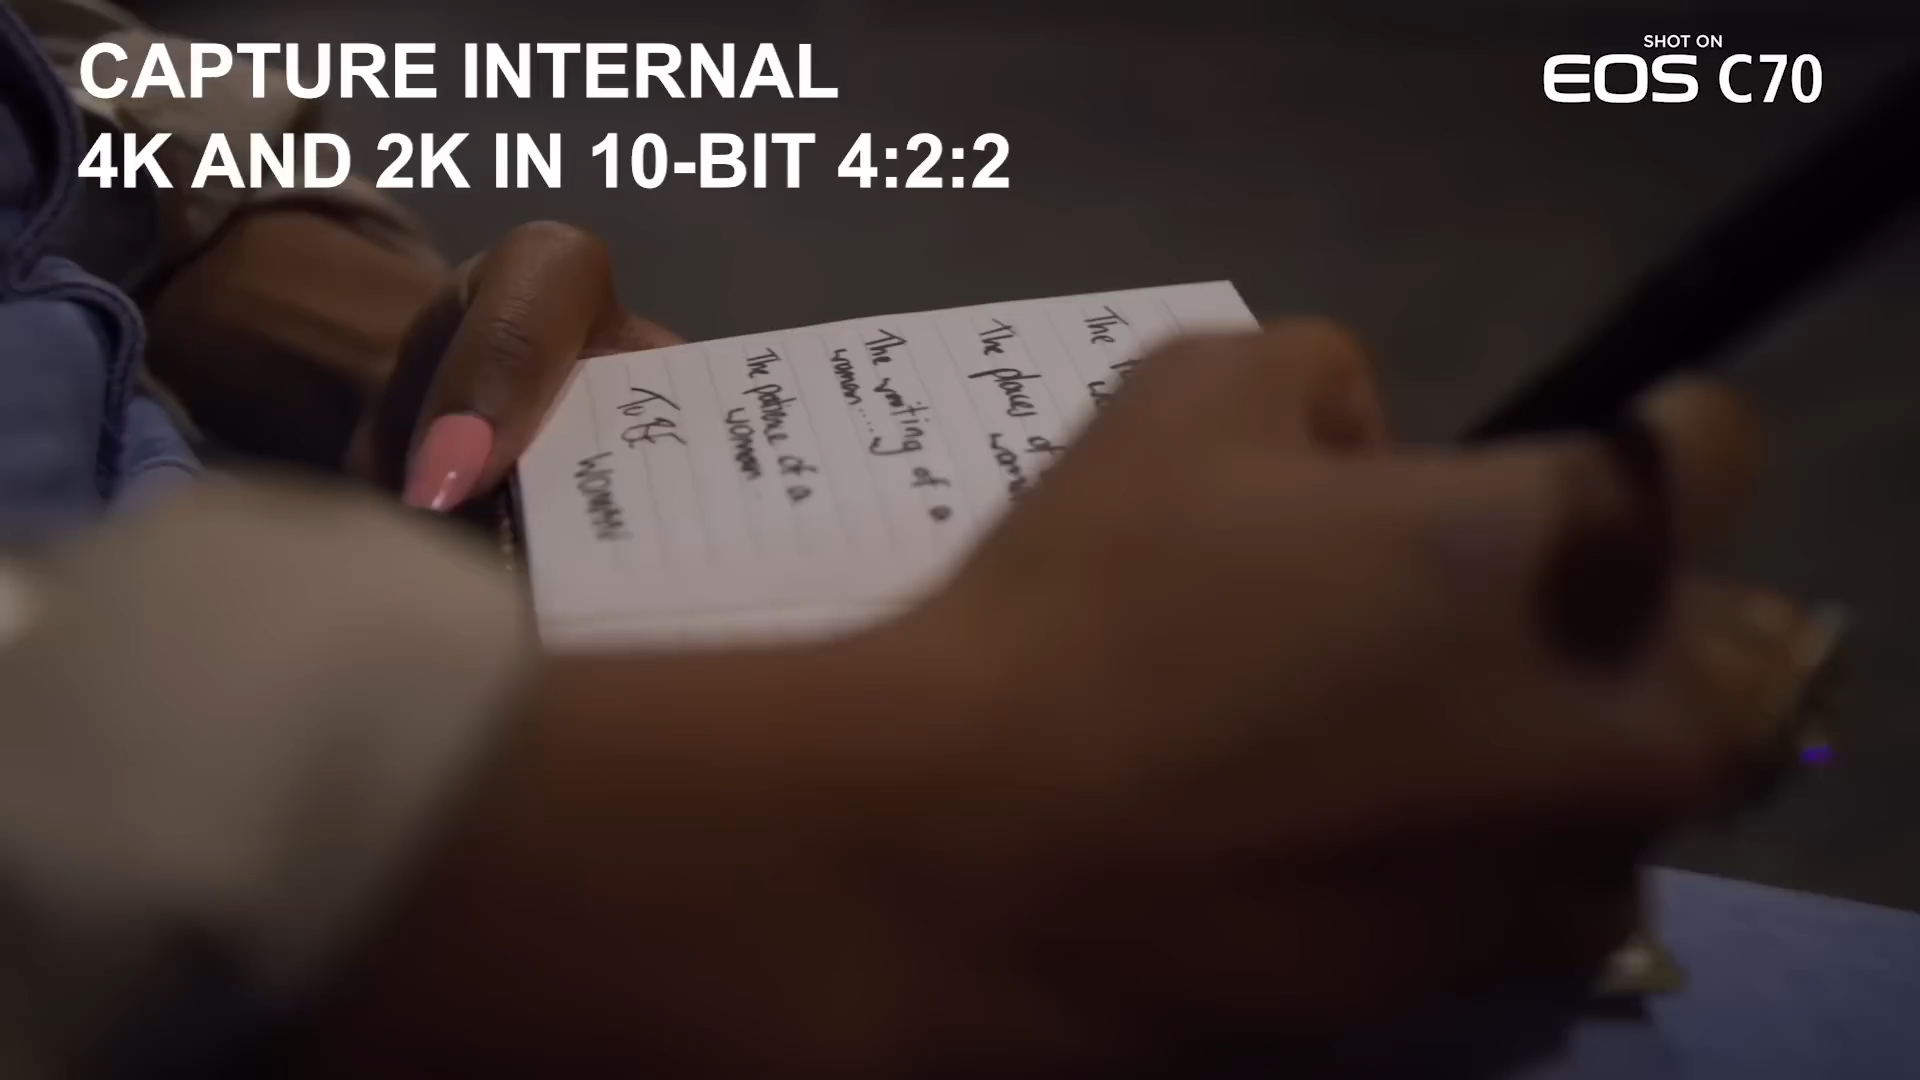 CAPTURE INTERNAL
4K AND 2K IN 10-BIT 4:2:2
SHOT ON
EOS C70
The
The places of
The waiting of a
woman.....
The patience of a
woman.
To BE
WOMAN